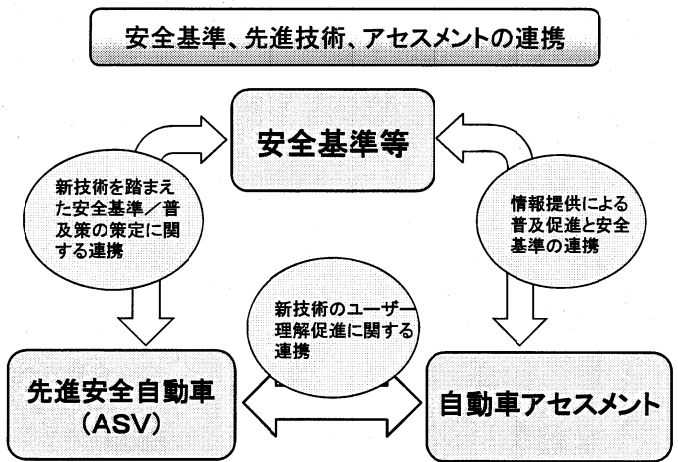 安全基準、先進技術、アセスメントの連携
安全基準等
新技術を踏まえ
た安全基準／普
及策の策定に関
する連携
情報提供による
普及促進と安全
基準の連携
新技術のユーザー
理解促進に関する
連携
先進安全自動車
（ASV）
自動車アセスメント